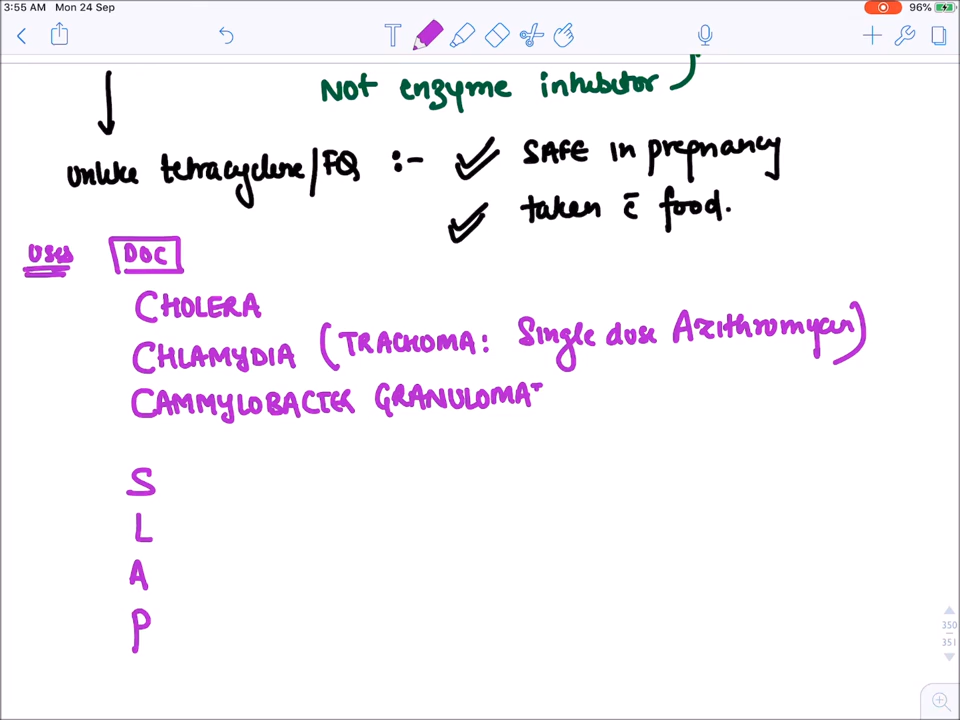 3:55 AM Mon 24 Sep 96%
T
Not enzyme inhibitor
unlike tetracycline/FQ :- SAFE in pregnancy
taken c̄ food.
Uses DOC
CHOLERA
CHLAMYDIA (TRACHOMA: Single dose Azithromycin)
CAMMYLOBACTER GRANULOMAT
S
L
A
P
350
351